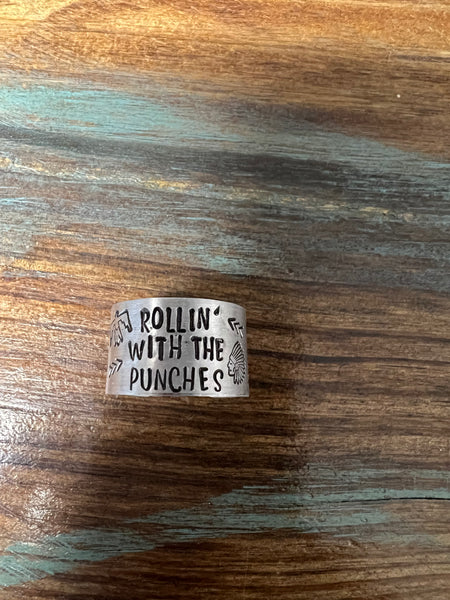 ROLLIN'
WITH THE
PUNCHES